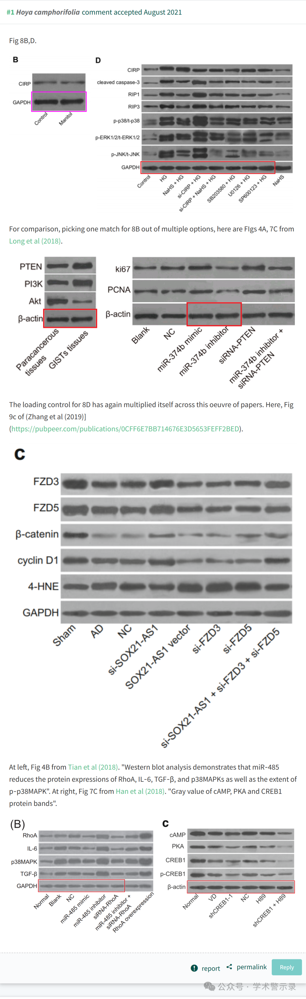 #1 Hoya camphorifolia comment accepted August 2021
Fig 8B,D.
B
CIRP
GAPDH
Control
Manitol
D
CIRP
cleaved caspase-3
RIP1
RIP3
p-p38/t-p38
p-ERK1/2/t-ERK1/2
p-JNK/t-JNK
GAPDH
Control
HG
NaHS + HG
si-CIRP + HG
si-CIRP + NaHS + HG
SB203580 + HG
U0126 + HG
SP600123 + HG
NaHS
For comparison, picking one match for 8B out of multiple options, here are FIgs 4A, 7C from
Long et al (2018).
PTEN
PI3K
Akt
β-actin
Paracancerous
tissues
GISTs tissues
ki67
PCNA
β-actin
Blank
NC
miR-374b mimic
miR-374b inhibitor
siRNA-PTEN
miR-374b inhibitor +
siRNA-PTEN
The loading control for 8D has again multiplied itself across this oeuvre of papers. Here, Fig
9c of (Zhang et al (2019)]
(https://pubpeer.com/publications/0CFF6E7BB714676E3D5653FEFF2BED).
C
FZD3
FZD5
β-catenin
cyclin D1
4-HNE
GAPDH
Sham
AD
NC
si-SOX21-AS1
SOX21-AS1 vector
si-FZD3
si-FZD5
si-SOX21-AS1 + si-FZD3 + si-FZD5
At left, Fig 4B from Tian et al (2018). "Western blot analysis demonstrates that miR-485
reduces the protein expressions of RhoA, IL-6, TGF-β, and p38MAPKs as well as the extent of
p-p38MAPK". At right, Fig 7C from Han et al (2018). "Gray value of cAMP, PKA and CREB1
protein bands".
(B)
RhoA
IL-6
p38MAPK
TGF-β
GAPDH
Normal
Blank
NC
miR-485 mimic
miR-485 inhibitor
siRNA-RhoA
miR-485 inhibitor +
siRNA-RhoA
RhoA overexpression
C
cAMP
PKA
CREB1
p-CREB1
β-actin
Normal
VD
shCREB1-1
NC
H89
shCREB1 + H89
report
permalink
Reply
公众号 · 学术警示录